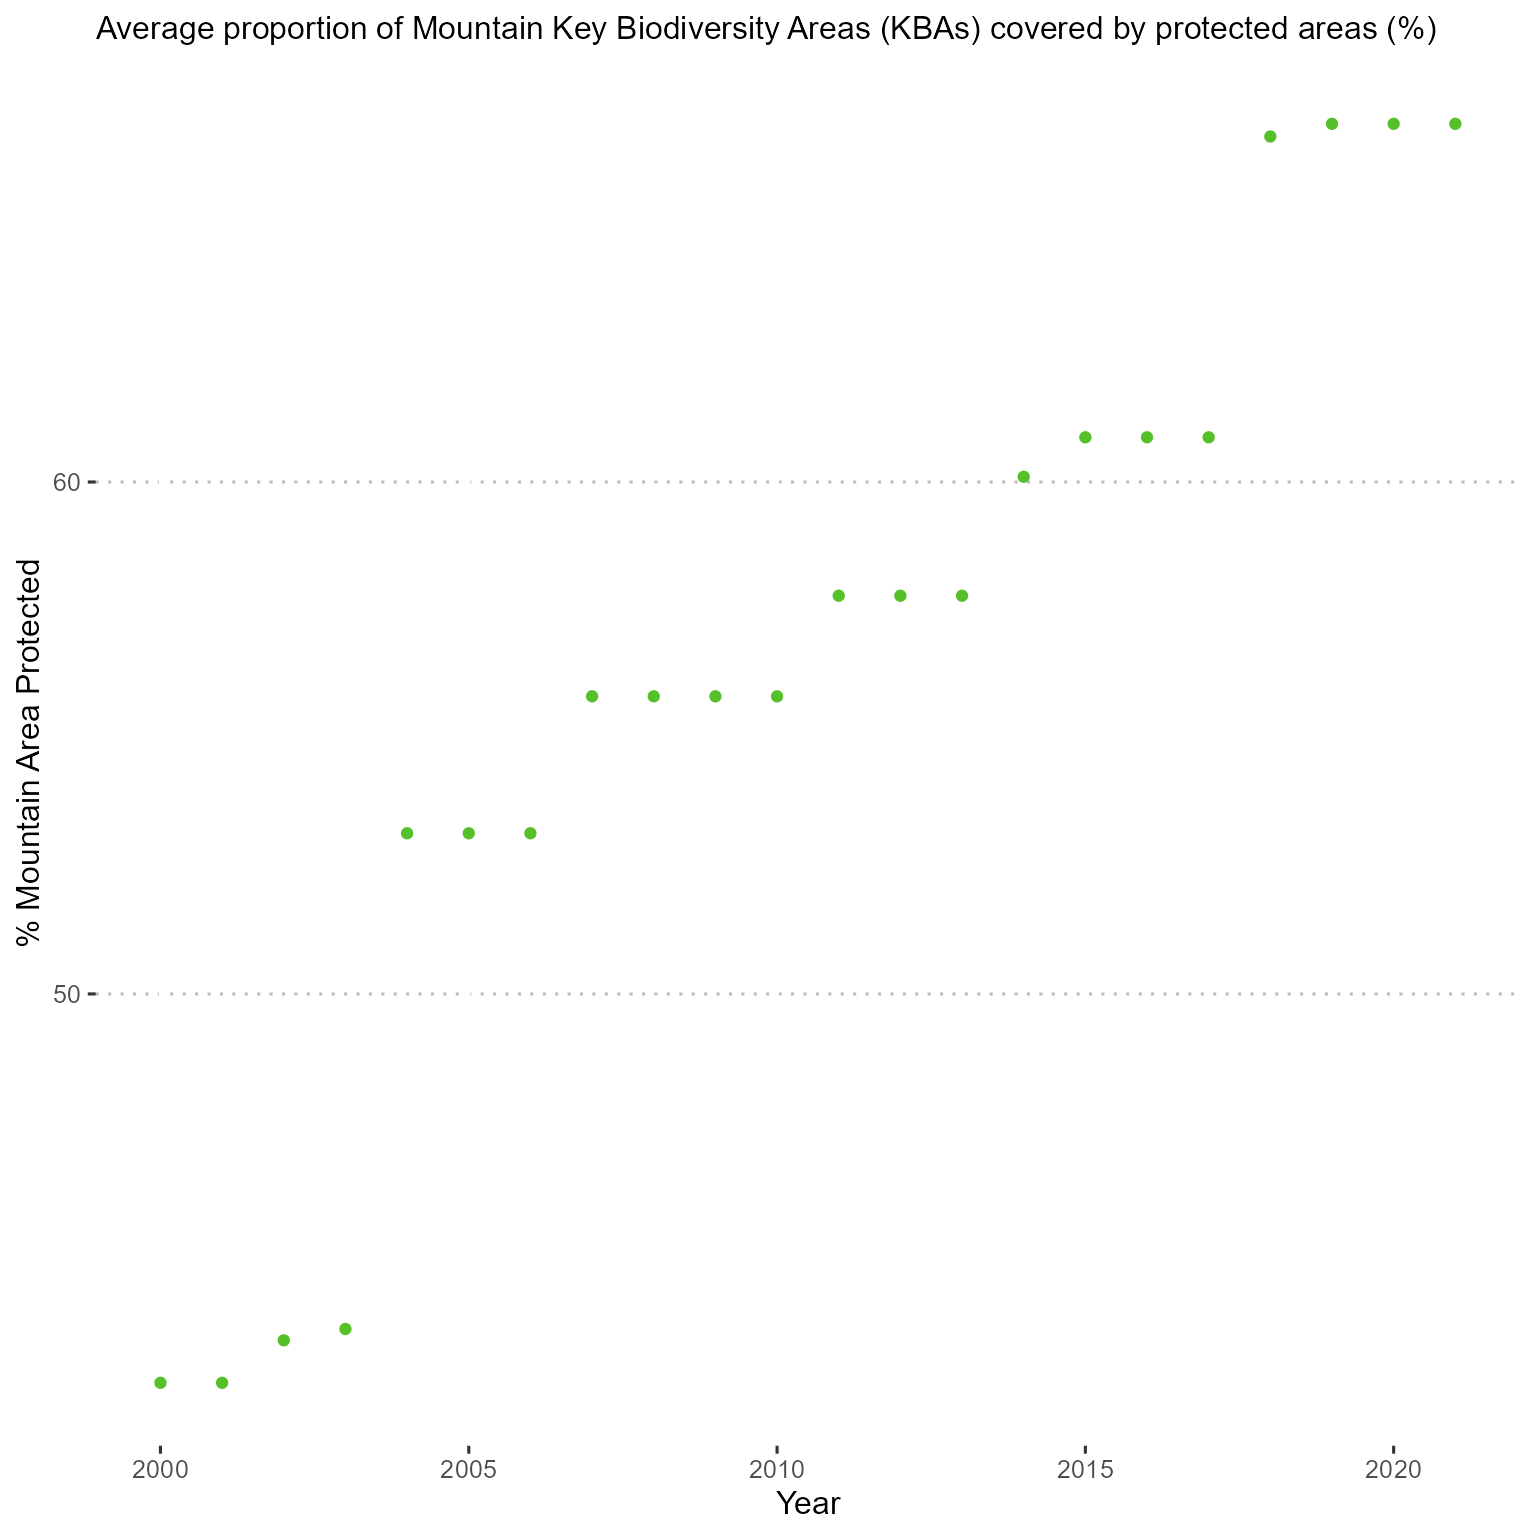 Average proportion of Mountain Key Biodiversity Areas (KBAs) covered by protected areas (%)
60
% Mountain Area Protected
50
2000 2005 2010 2015 2020
Year